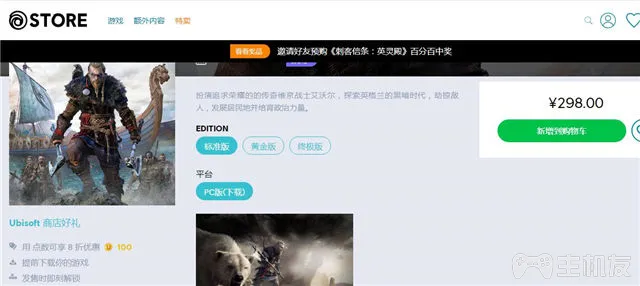 STORE 游戏 额外内容 特卖
看看奖品 邀请好友预购《刺客信条：英灵殿》百分百中奖
扮演追求荣耀的的传奇维京战士艾沃尔，探索英格兰的黑暗时代，劫掠敌
人，发展居民地并培育政治力量。
¥298.00
新增到购物车
EDITION
标准版 黄金版 终极版
平台
PC版(下载)
Ubisoft 商店好礼
用 点数可享 8 折优惠 100
提前下载你的游戏
发售时即刻解锁
主机友